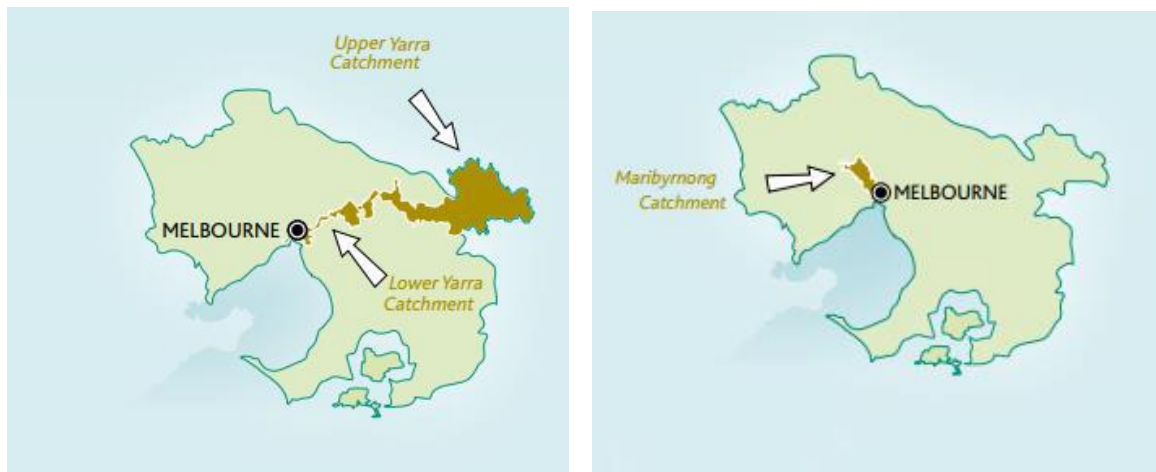 Upper Yarra
Catchment
MELBOURNE
Lower Yarra
Catchment
Maribyrnong
Catchment
MELBOURNE